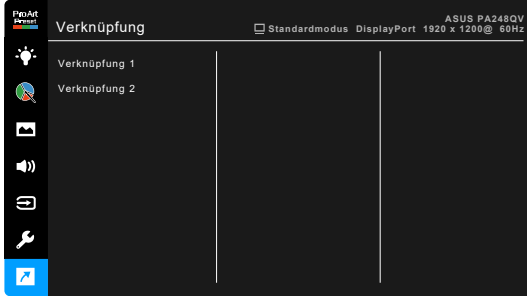 ProArt
Preset
Verknüpfung
ASUS PA248QV
Standardmodus DisplayPort 1920 x 1200@ 60Hz
Verknüpfung 1
Verknüpfung 2